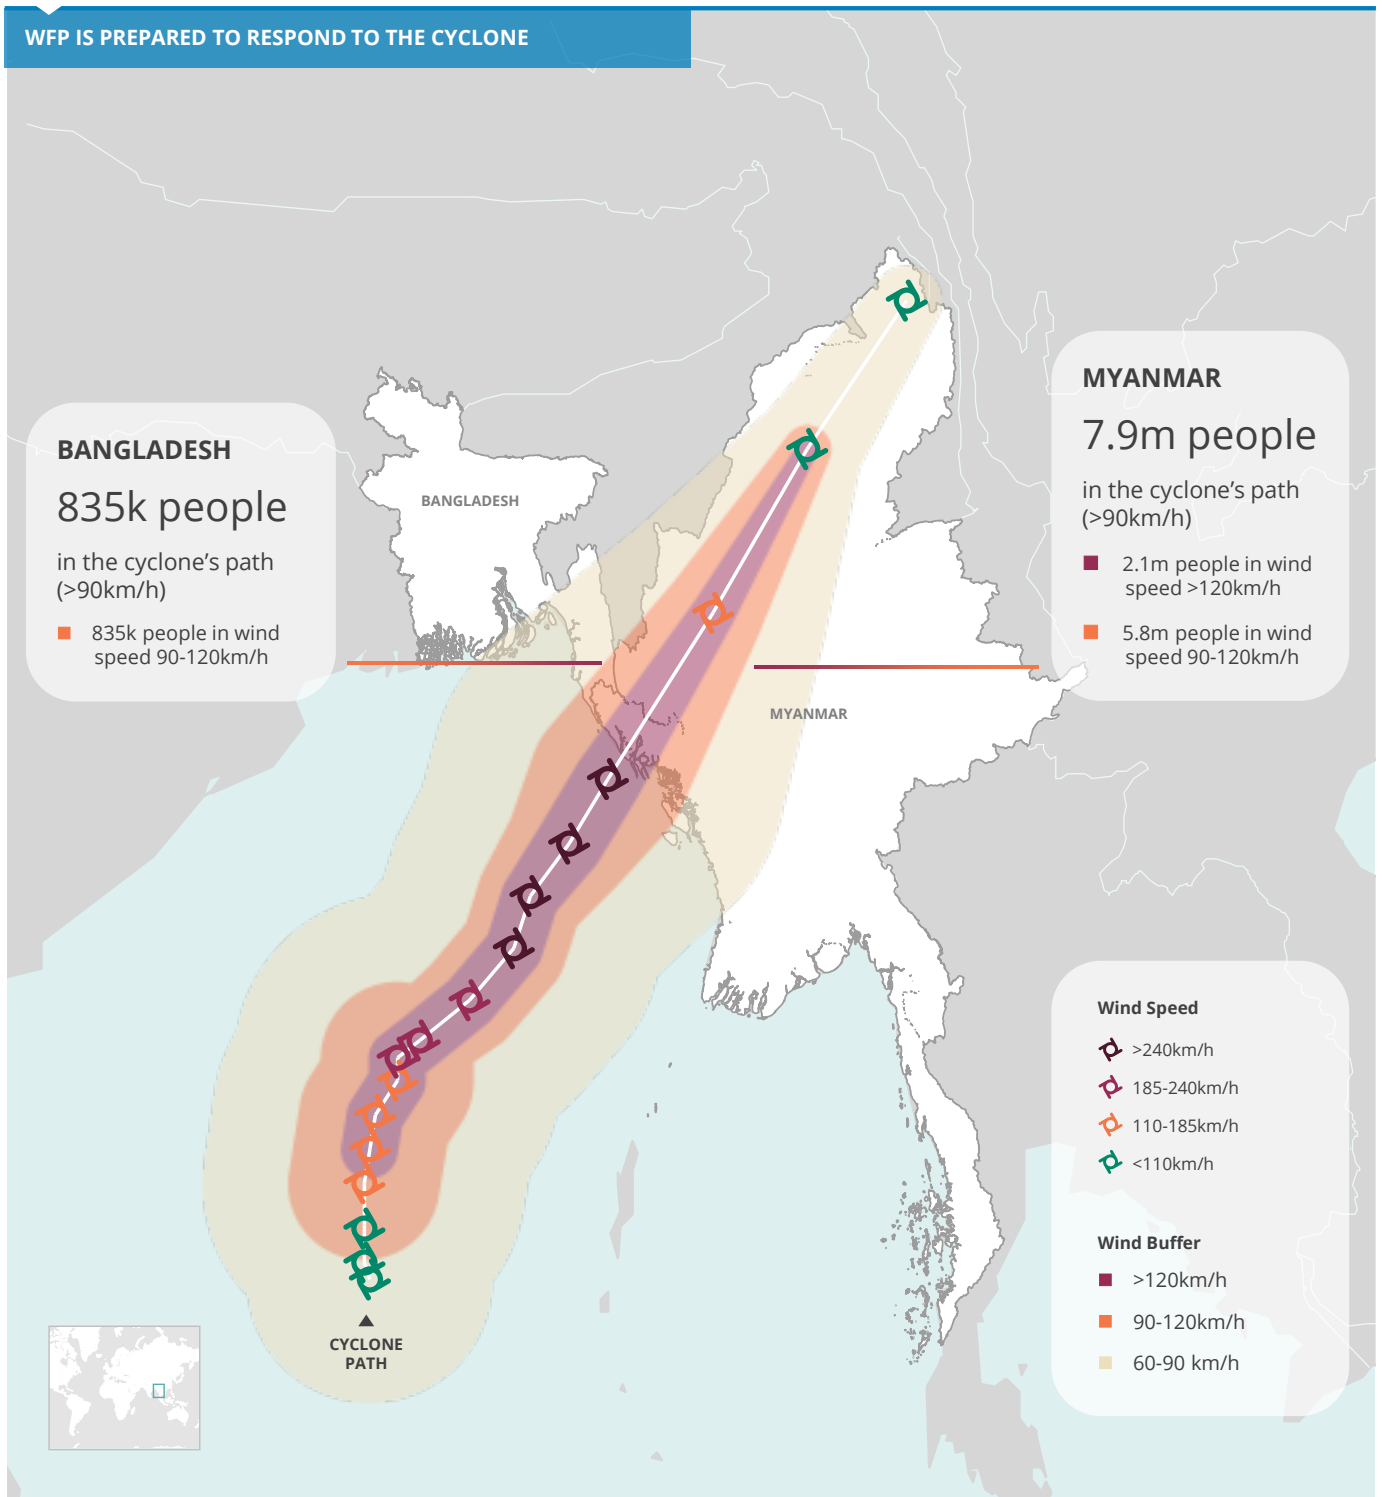 WFP IS PREPARED TO RESPOND TO THE CYCLONE
BANGLADESH
835k people
in the cyclone’s path
(>90km/h)
835k people in wind
speed 90-120km/h
BANGLADESH
MYANMAR
7.9m people
in the cyclone’s path
(>90km/h)
2.1m people in wind
speed >120km/h
5.8m people in wind
speed 90-120km/h
MYANMAR
Wind Speed
>240km/h
185-240km/h
110-185km/h
<110km/h
Wind Buffer
>120km/h
90-120km/h
60-90 km/h
CYCLONE
PATH